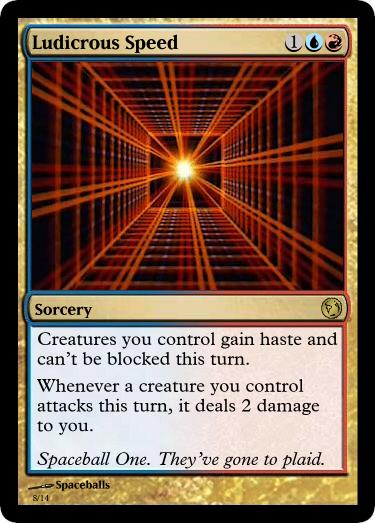 Ludicrous Speed 1
Sorcery
Creatures you control gain haste and
can't be blocked this turn.
Whenever a creature you control
attacks this turn, it deals 2 damage
to you.
Spaceball One. They've gone to plaid.
Spaceballs
8/14